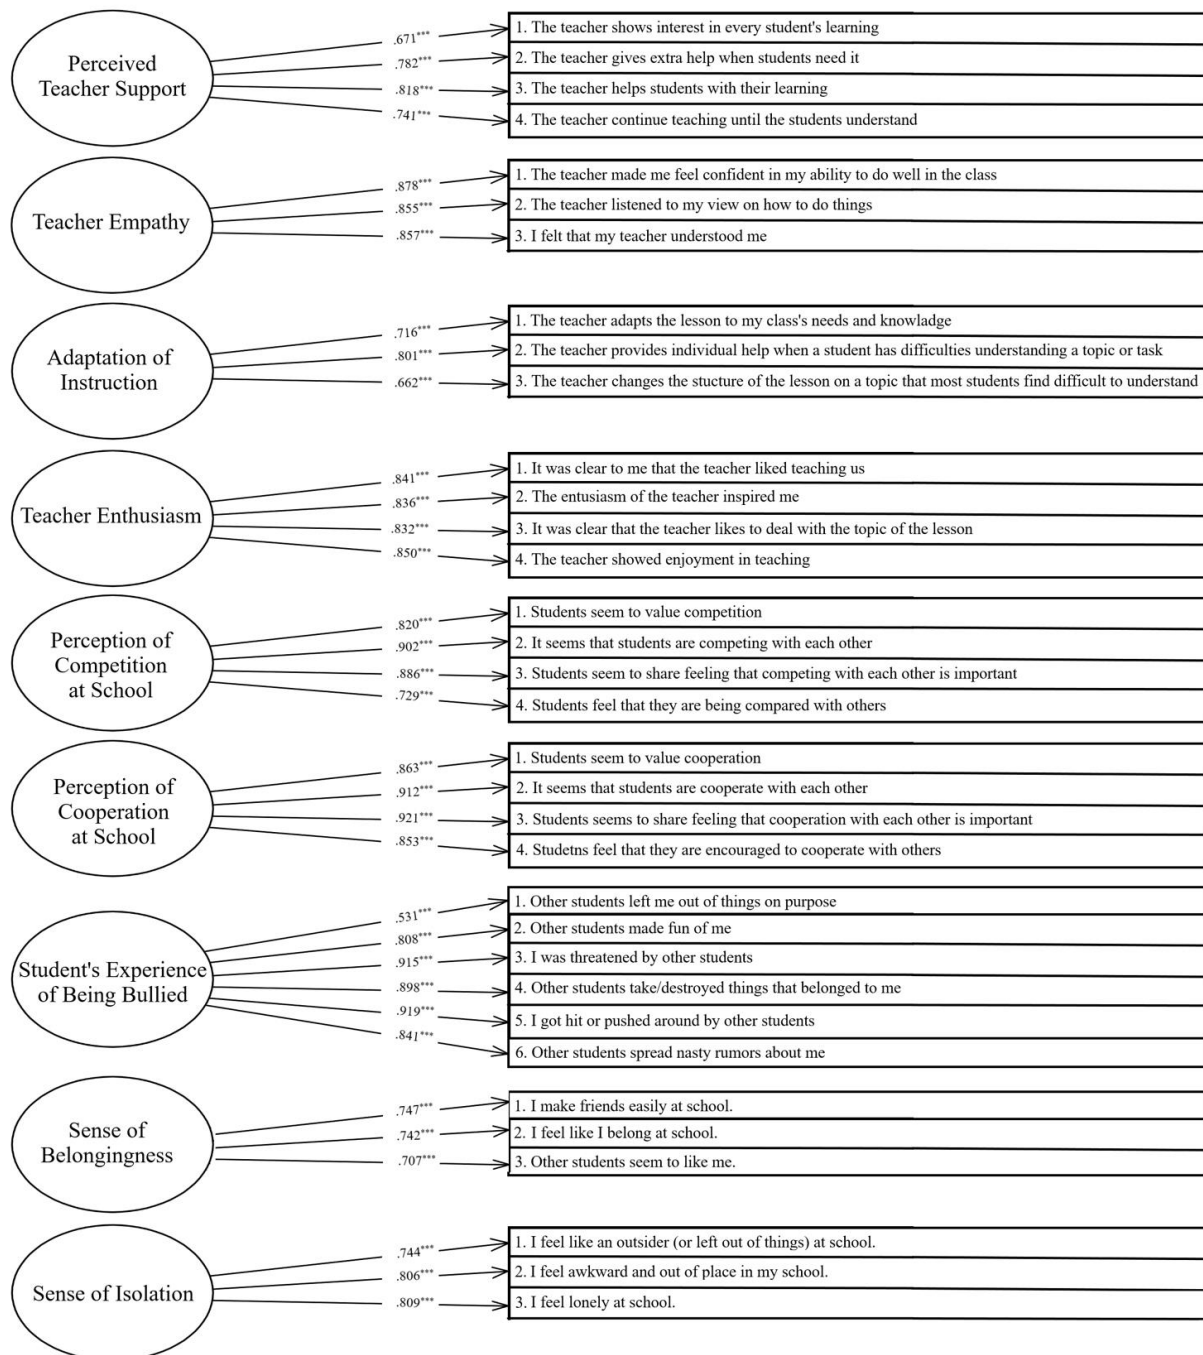 Perceived
Teacher Support
.671***
.782***
.818***
.741***
1. The teacher shows interest in every student's learning
2. The teacher gives extra help when students need it
3. The teacher helps students with their learning
4. The teacher continue teaching until the students understand
Teacher Empathy
.878***
.855***
.857***
1. The teacher made me feel confident in my ability to do well in the class
2. The teacher listened to my view on how to do things
3. I felt that my teacher understood me
Adaptation of
Instruction
.716***
.801***
.662***
1. The teacher adapts the lesson to my class's needs and knowladge
2. The teacher provides individual help when a student has difficulties understanding a topic or task
3. The teacher changes the stucture of the lesson on a topic that most students find difficult to understand
Teacher Enthusiasm
.841***
.836***
.832***
.850***
1. It was clear to me that the teacher liked teaching us
2. The entusiasm of the teacher inspired me
3. It was clear that the teacher likes to deal with the topic of the lesson
4. The teacher showed enjoyment in teaching
Perception of
Competition
at School
.820***
.902***
.886***
.729***
1. Students seem to value competition
2. It seems that students are competing with each other
3. Students seem to share feeling that competing with each other is important
4. Students feel that they are being compared with others
Perception of
Cooperation
at School
.863***
.912***
.921***
.853***
1. Students seem to value cooperation
2. It seems that students are cooperate with each other
3. Students seems to share feeling that cooperation with each other is important
4. Studetns feel that they are encouraged to cooperate with others
Student's Experience
of Being Bullied
.531***
.808***
.915***
.898***
.919***
.841***
1. Other students left me out of things on purpose
2. Other students made fun of me
3. I was threatened by other students
4. Other students take/destroyed things that belonged to me
5. I got hit or pushed around by other students
6. Other students spread nasty rumors about me
Sense of
Belongingness
.747***
.742***
.707***
1. I make friends easily at school.
2. I feel like I belong at school.
3. Other students seem to like me.
Sense of Isolation
.744***
.806***
.809***
1. I feel like an outsider (or left out of things) at school.
2. I feel awkward and out of place in my school.
3. I feel lonely at school.